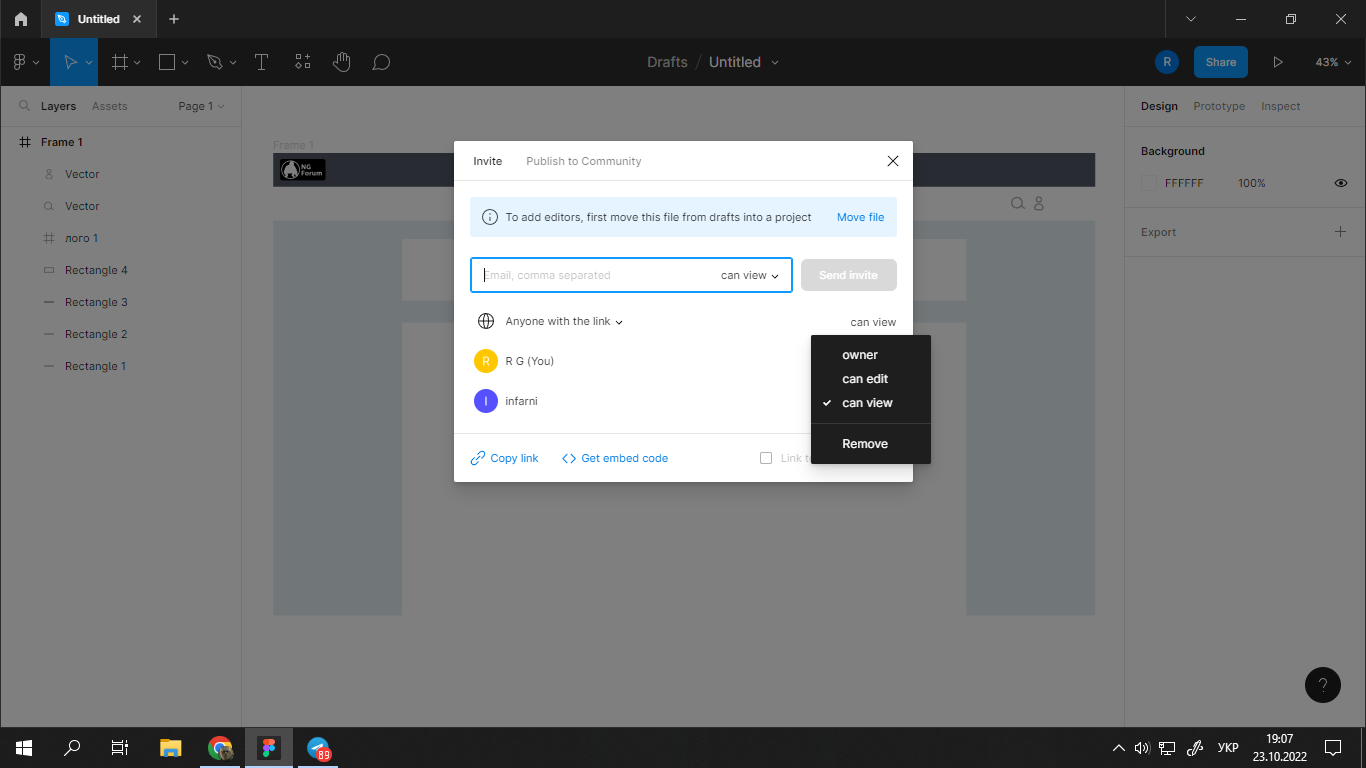 Untitled
Drafts / Untitled
R
Share
43%
Layers
Assets
Page 1
Design
Prototype
Inspect
Frame 1
Vector
Vector
лого 1
Rectangle 4
Rectangle 3
Rectangle 2
Rectangle 1
Frame 1
NG
Forum
Invite
Publish to Community
To add editors, first move this file from drafts into a project
Move file
Email, comma separated
can view
Send invite
Anyone with the link
can view
R
R G (You)
I
infarni
owner
can edit
can view
Remove
Copy link
Get embed code
Link
Background
FFFFFF
100%
Export
?
89
УКР
19:07
23.10.2022